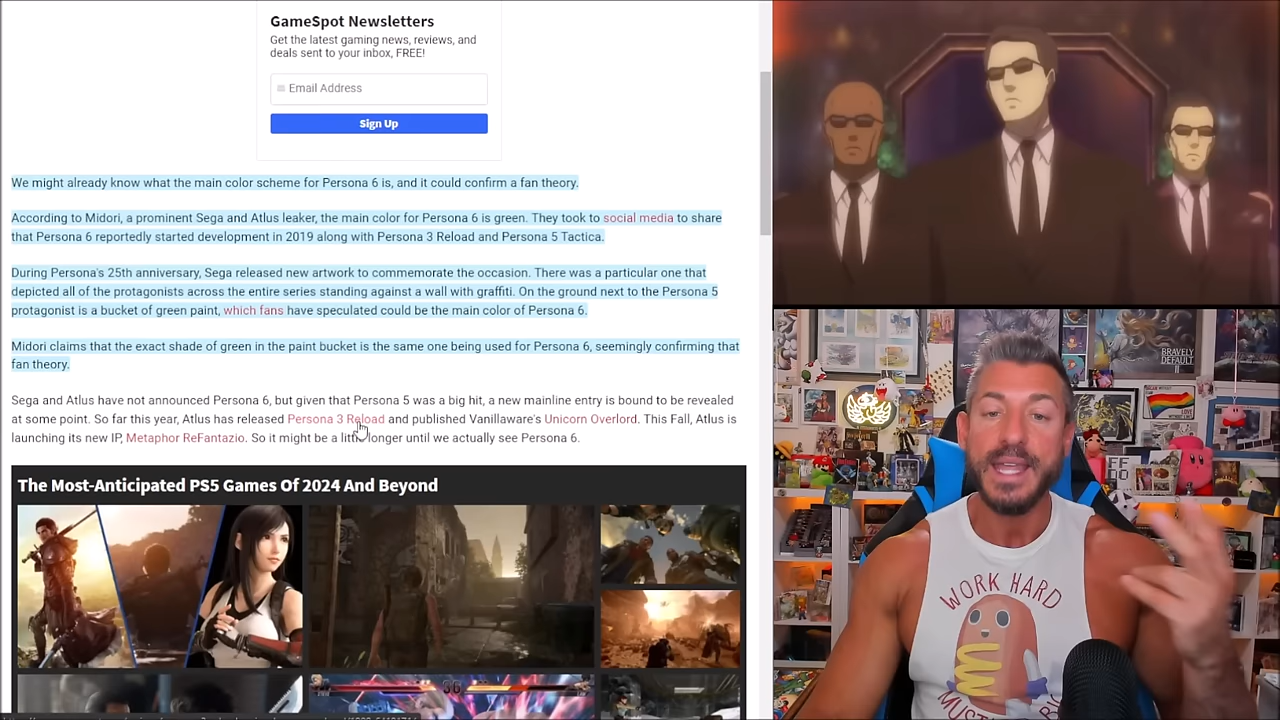 GameSpot Newsletters
Get the latest gaming news, reviews, and
deals sent to your inbox, FREE!
Email Address
Sign Up
We might already know what the main color scheme for Persona 6 is, and it could confirm a fan theory.
According to Midori, a prominent Sega and Atlus leaker, the main color for Persona 6 is green. They took to social media to share
that Persona 6 reportedly started development in 2019 along with Persona 3 Reload and Persona 5 Tactica.
During Persona's 25th anniversary, Sega released new artwork to commemorate the occasion. There was a particular one that
depicted all of the protagonists across the entire series standing against a wall with graffiti. On the ground next to the Persona 5
protagonist is a bucket of green paint, which fans have speculated could be the main color of Persona 6.
Midori claims that the exact shade of green in the paint bucket is the same one being used for Persona 6, seemingly confirming that
fan theory.
Sega and Atlus have not announced Persona 6, but given that Persona 5 was a big hit, a new mainline entry is bound to be revealed
at some point. So far this year, Atlus has released Persona 3 Reload and published Vanillaware's Unicorn Overlord. This Fall, Atlus is
launching its new IP, Metaphor ReFantazio. So it might be a little longer until we actually see Persona 6.
The Most-Anticipated PS5 Games Of 2024 And Beyond
BRAVELY
DEFAULT
II
WORK HARD